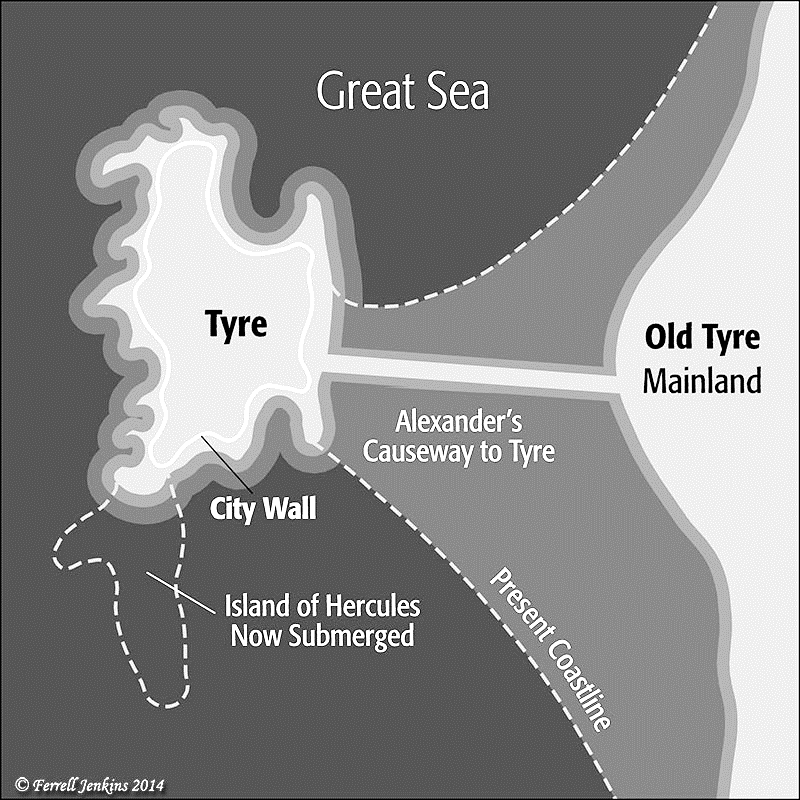 Great Sea
Tyre
Old Tyre
Mainland
Alexander’s
Causeway to Tyre
City Wall
Island of Hercules
Now Submerged
Present Coastline
© Ferrell Jenkins 2014